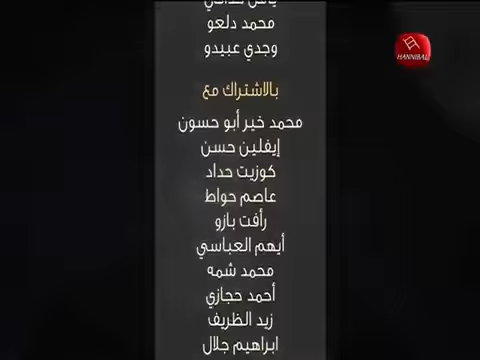 محمد دلعو
وجدي عبيدو
بالاشتراك مع
محمد خير أبو حسون
إيفلين حسن
كوزيت حداد
عاصم حواط
رأفت بازو
أيهم العباسي
محمد شمه
أحمد حجازي
زيد الظريف
ابراهيم جلال
HANNIBAL